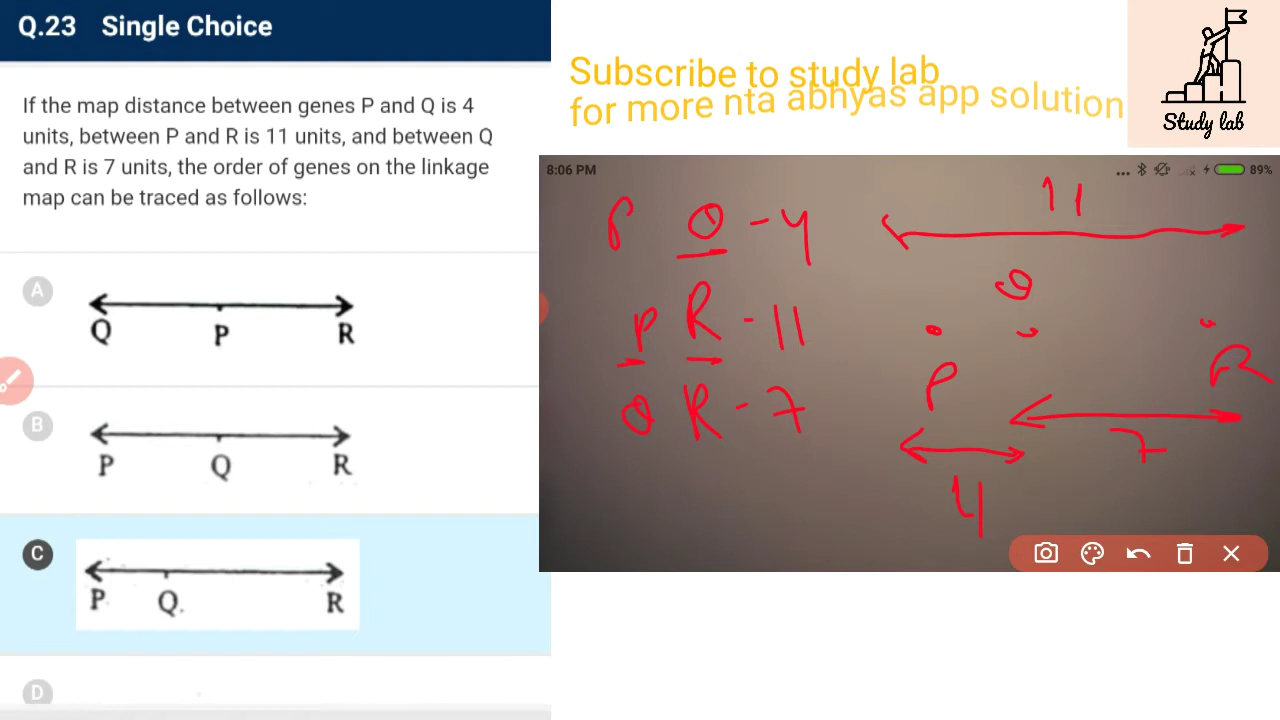 Q.23 Single Choice
If the map distance between genes P and Q is 4
units, between P and R is 11 units, and between Q
and R is 7 units, the order of genes on the linkage
map can be traced as follows:
A
Q P R
B
P Q R
C
P. Q. R
D
Subscribe to study lab
for more nta abhyas app solution
Study lab
8:06 PM
... 89%
P Q - 4
P R - 11
Q R - 7
11
Q
P R
7
4